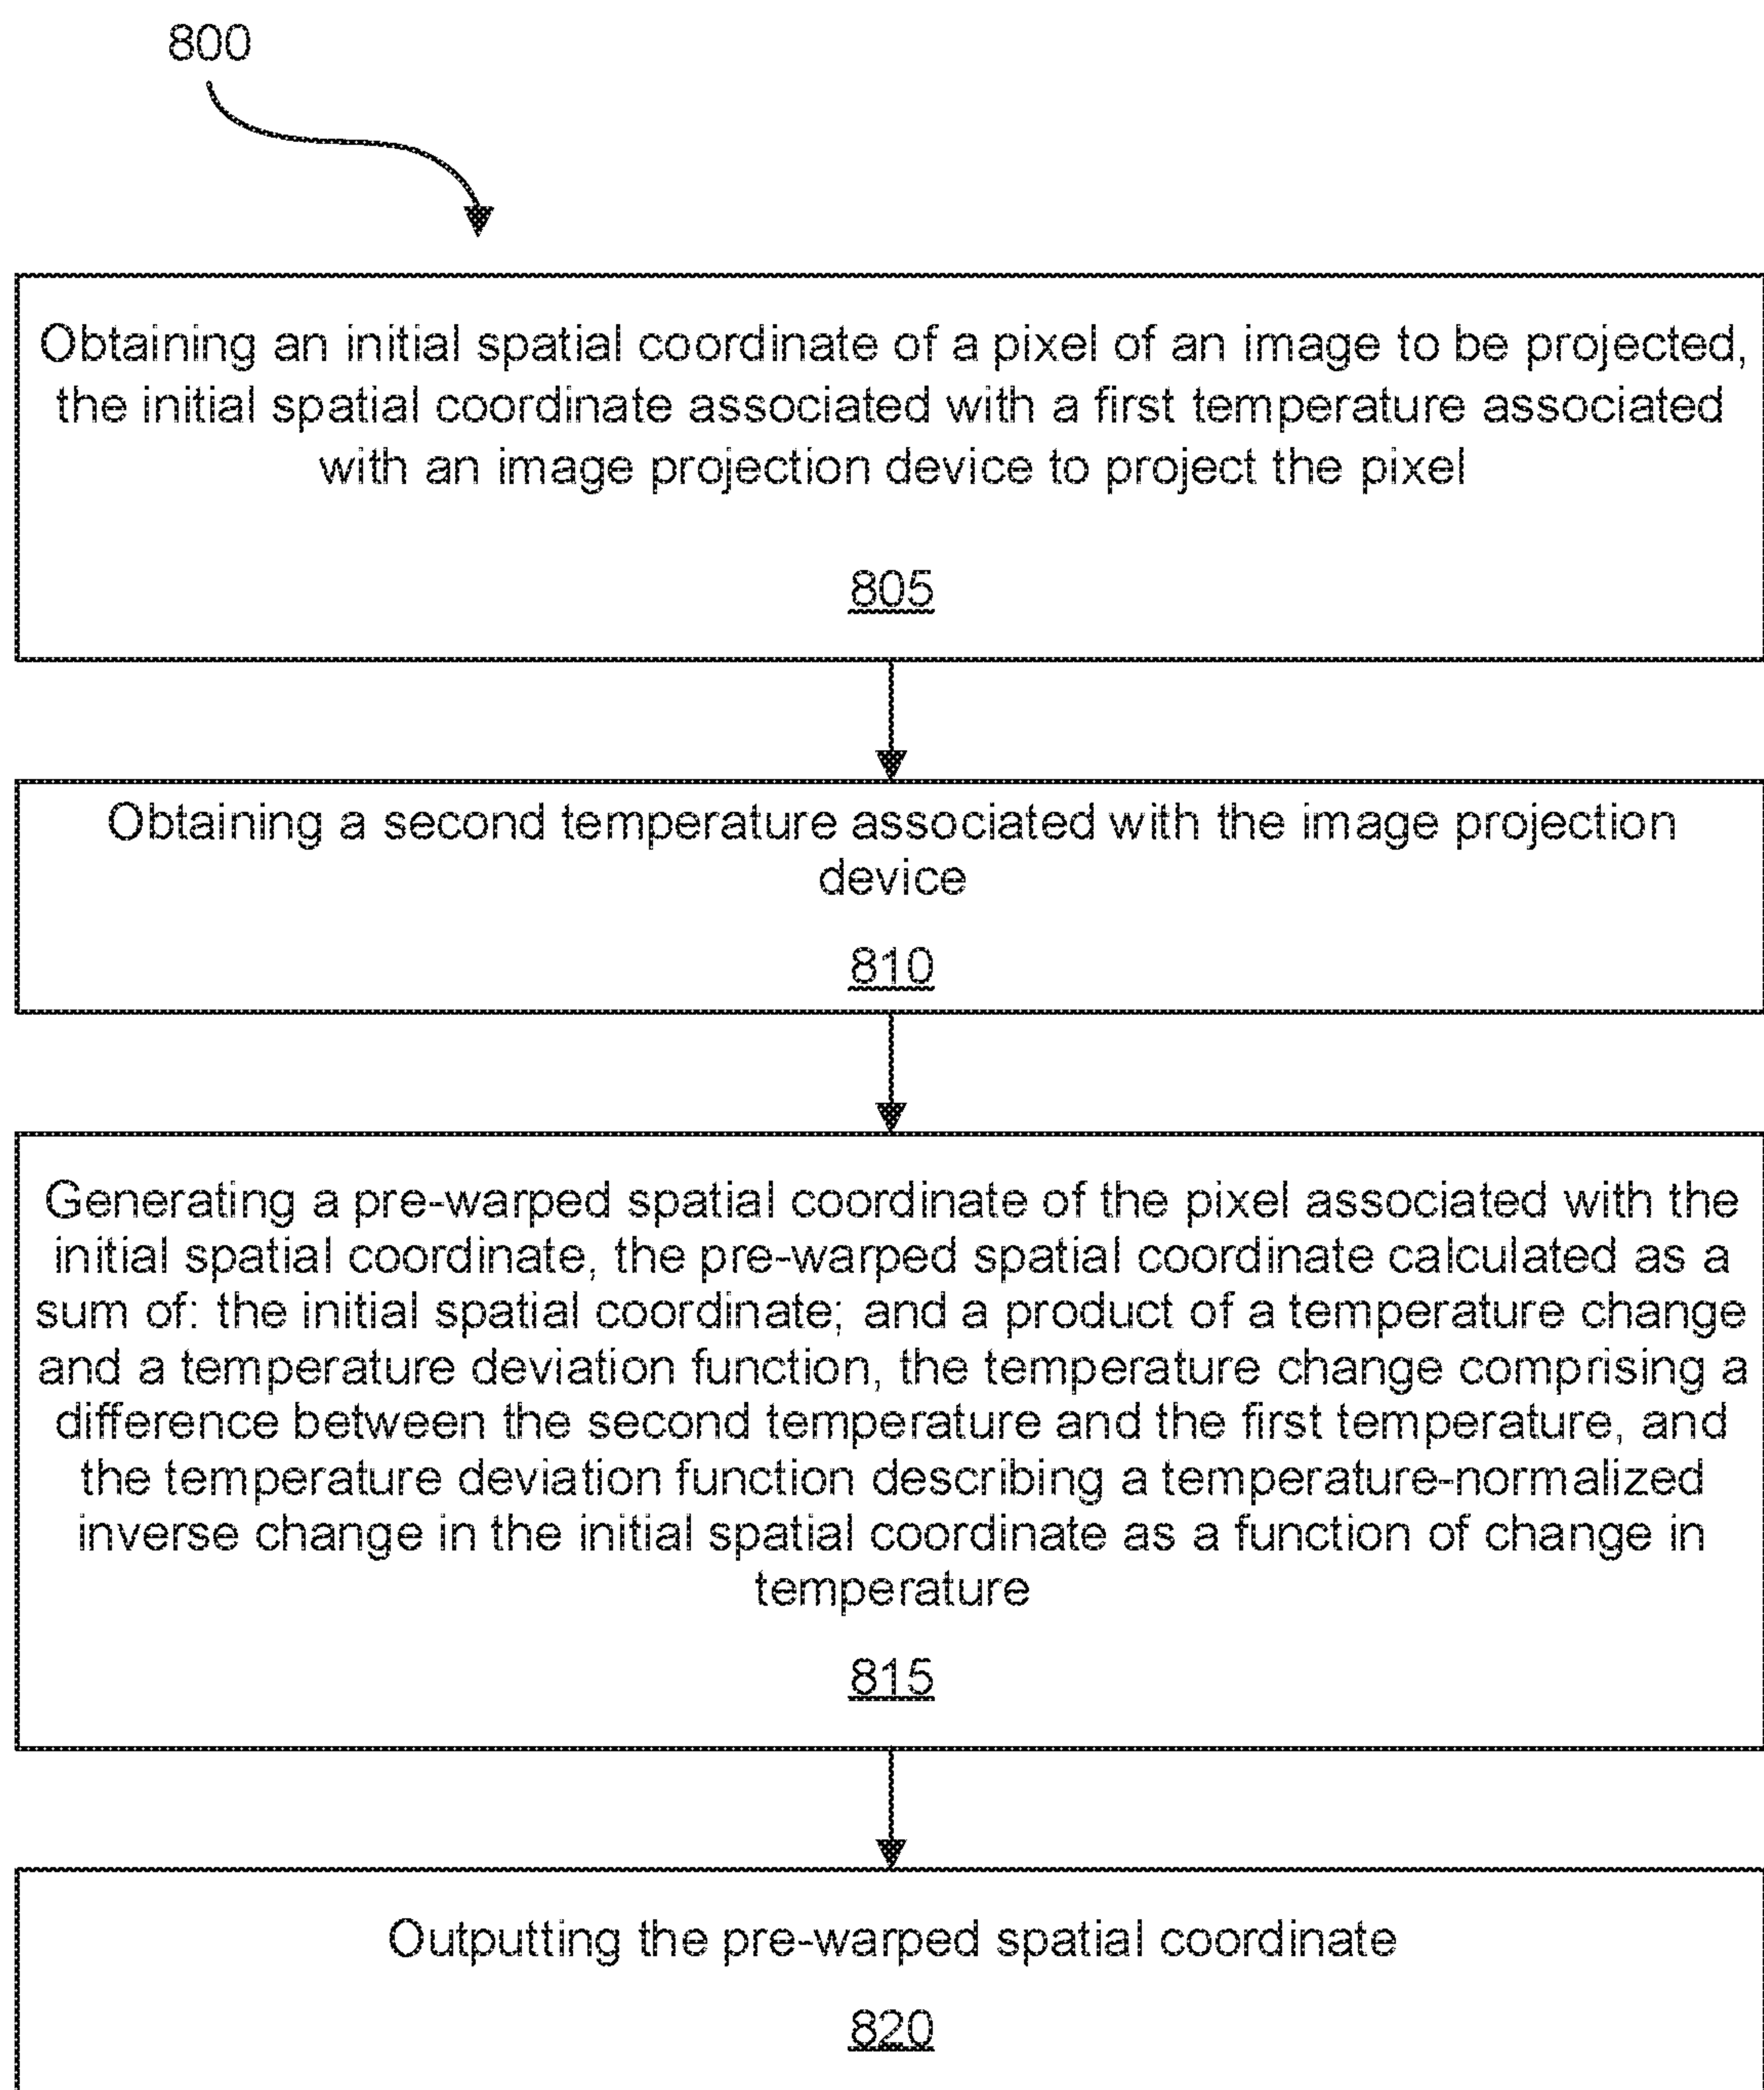 800
Obtaining an initial spatial coordinate of a pixel of an image to be projected,
the initial spatial coordinate associated with a first temperature associated
with an image projection device to project the pixel
805
Obtaining a second temperature associated with the image projection
device
810
Generating a pre-warped spatial coordinate of the pixel associated with the
initial spatial coordinate, the pre-warped spatial coordinate calculated as a
sum of: the initial spatial coordinate; and a product of a temperature change
and a temperature deviation function, the temperature change comprising a
difference between the second temperature and the first temperature, and
the temperature deviation function describing a temperature-normalized
inverse change in the initial spatial coordinate as a function of change in
temperature
815
Outputting the pre-warped spatial coordinate
820